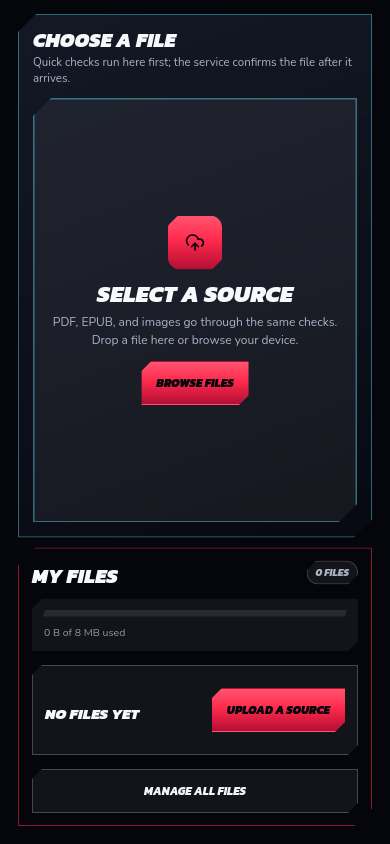 CHOOSE A FILE
Quick checks run here first; the service confirms the file after it
arrives.
SELECT A SOURCE
PDF, EPUB, and images go through the same checks.
Drop a file here or browse your device.
BROWSE FILES
MY FILES
0 FILES
0 B of 8 MB used
NO FILES YET
UPLOAD A SOURCE
MANAGE ALL FILES